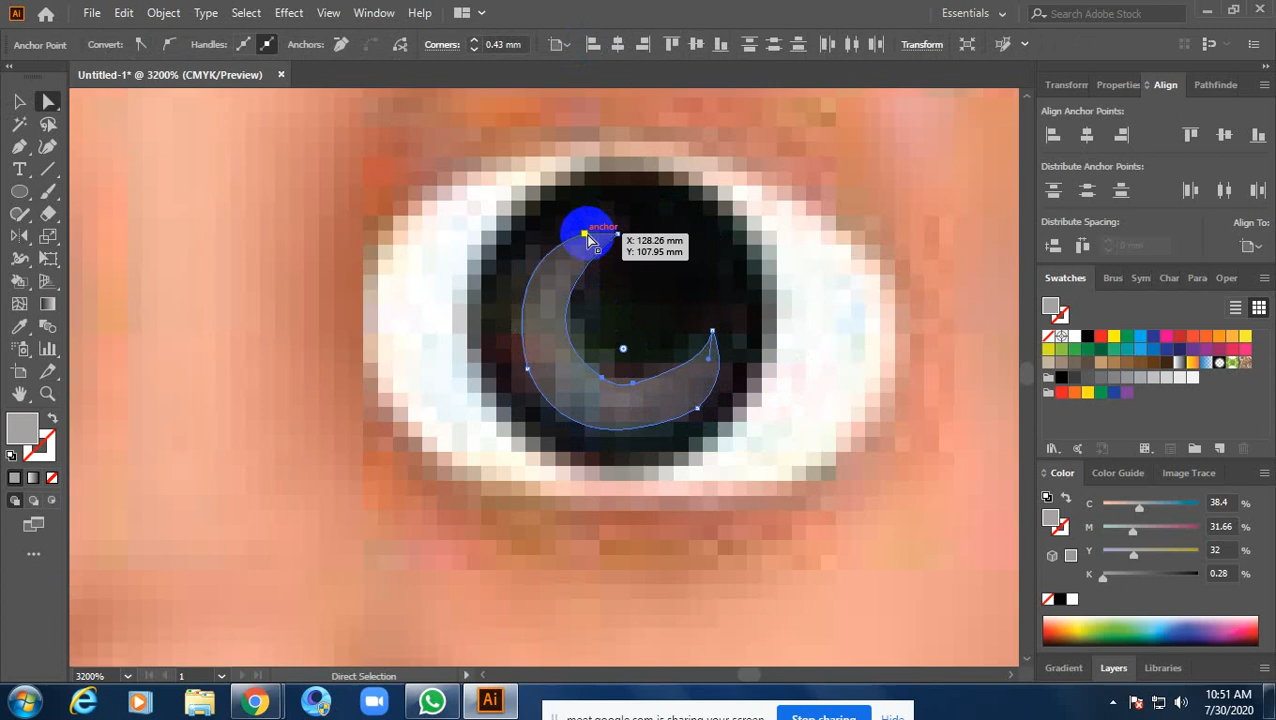 Ai File Edit Object Type Select Effect View Window Help Essentials Search Adobe Stock
Anchor Point Convert: Handles: Anchors: Corners: 0.43 mm Transform
Untitled-1* @ 3200% (CMYK/Preview) ×
Transform Properties Align Pathfinde
Align Anchor Points:
Distribute Anchor Points:
Distribute Spacing: Align To:
0 mm
anchor
X: 128.26 mm
Y: 107.95 mm
Swatches Brus Sym Char Para Oper
Color Color Guide Image Trace
C 38.4 %
M 31.66 %
Y 32 %
K 0.28 %
Gradient Layers Libraries
3200% 1 Direct Selection
Ai
10:51 AM
7/30/2020
meet.google.com is sharing your screen. Stop sharing Hide